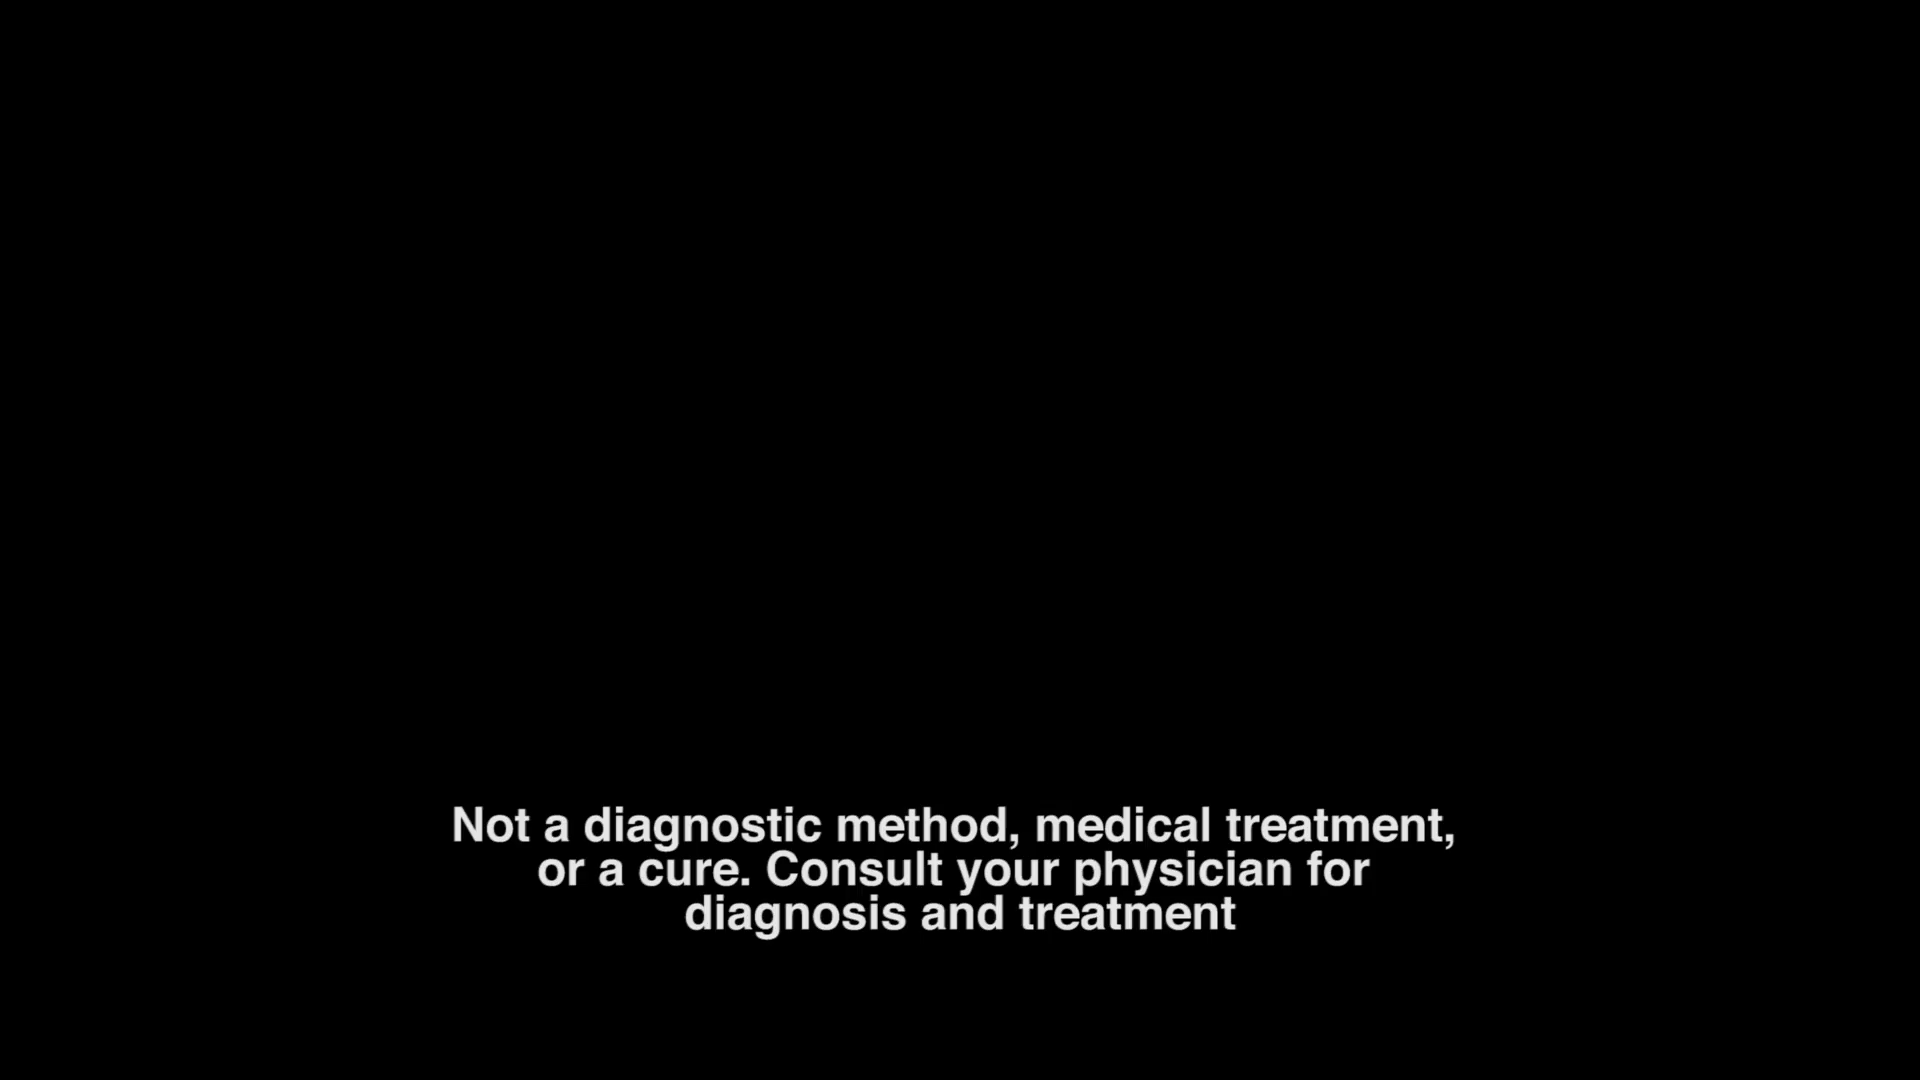 Not a diagnostic method, medical treatment,
or a cure. Consult your physician for
diagnosis and treatment